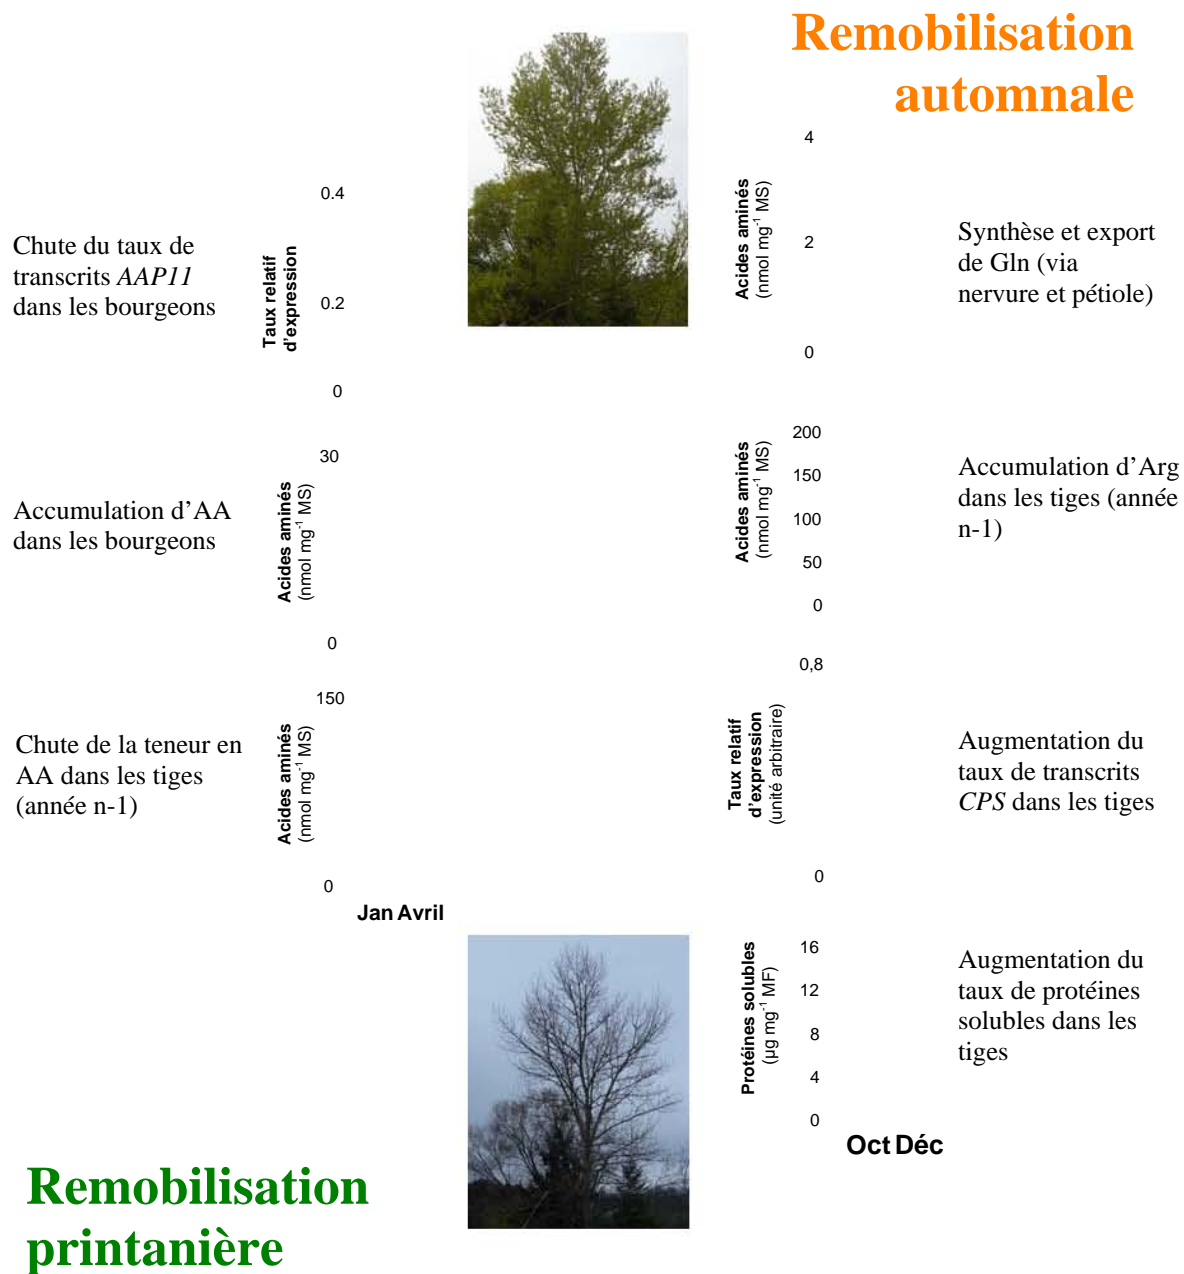 Remobilisation
automnale
Chute du taux de
transcrits AAP11
dans les bourgeons
Taux relatif
d'expression
0.4
0.2
0
Accumulation d'AA
dans les bourgeons
Acides aminés
(nmol mg-1 MS)
30
0
Chute de la teneur en
AA dans les tiges
(année n-1)
Acides aminés
(nmol mg-1 MS)
150
0
Jan Avril
Acides aminés
(nmol mg-1 MS)
4
2
0
Synthèse et export
de Gln (via
nervure et pétiole)
Acides aminés
(nmol mg-1 MS)
200
150
100
50
0
Accumulation d'Arg
dans les tiges (année
n-1)
Taux relatif
d'expression
(unité arbitraire)
0,8
0
Augmentation du
taux de transcrits
CPS dans les tiges
Protéines solubles
(µg mg-1 MF)
16
12
8
4
0
Augmentation du
taux de protéines
solubles dans les
tiges
Oct Déc
Remobilisation
printanière